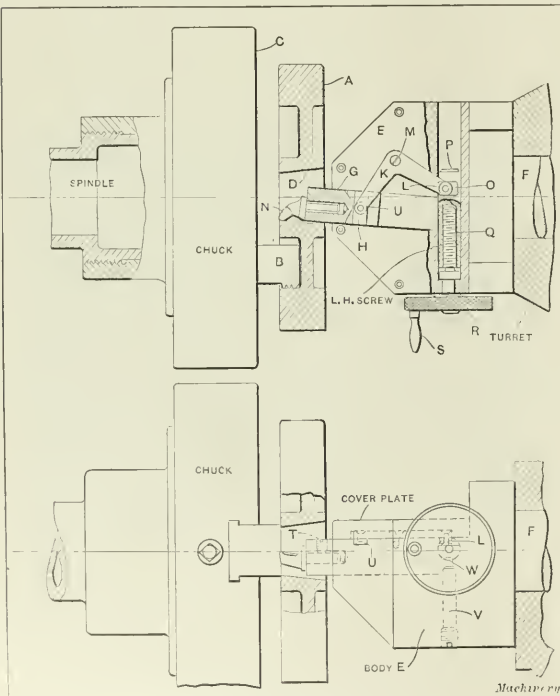 C
A
E
M
P
D
G
K
L
O
F
SPINDLE
N
U
H
Q
CHUCK
B
L.H. SCREW
R
TURRET
S
CHUCK
COVER PLATE
T
L
F
U
W
V
BODY E
Machinery